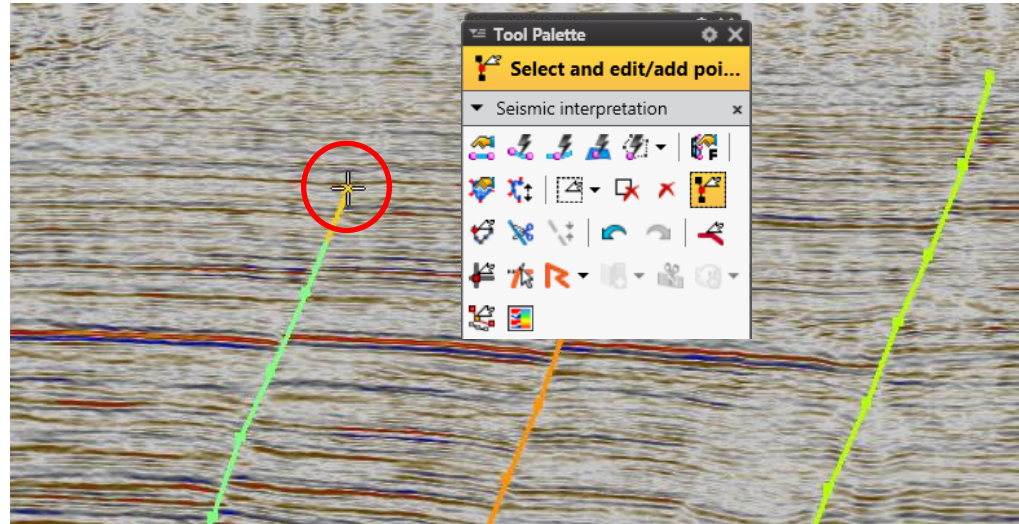 Tool Palette
Select and edit/add poi...
Seismic interpretation
F